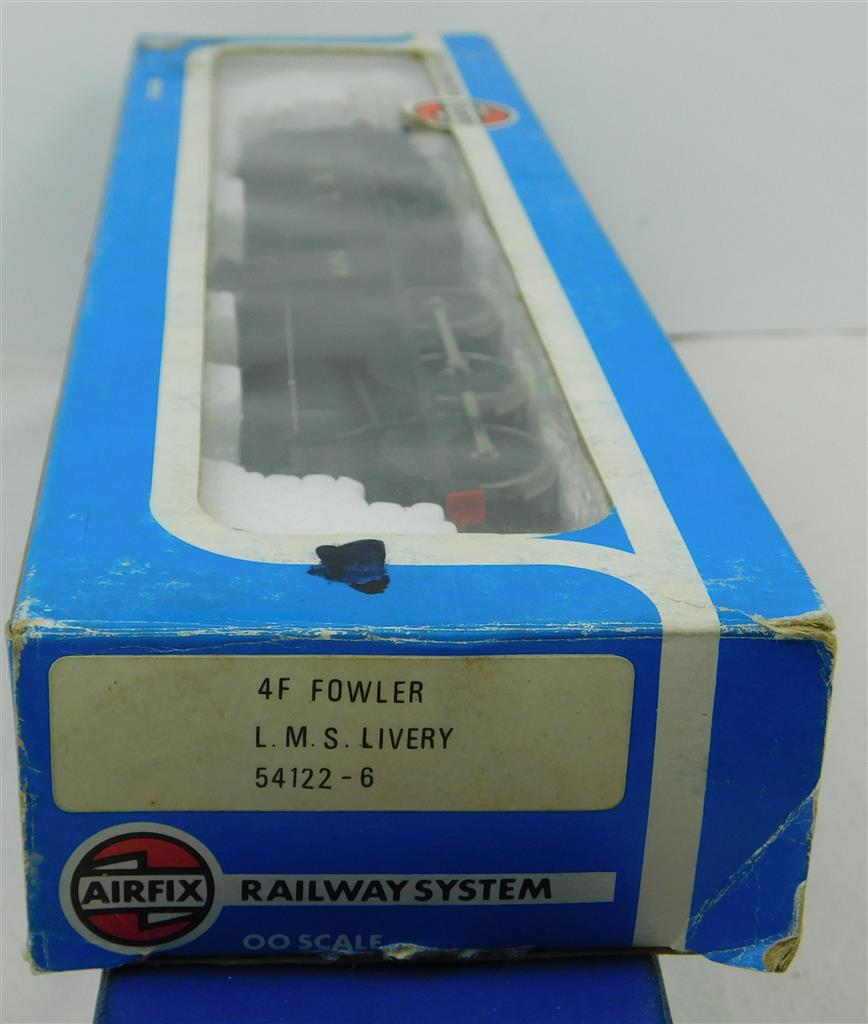 4F FOWLER
L.M.S. LIVERY
54122-6
AIRFIX RAILWAY SYSTEM
OO SCALE